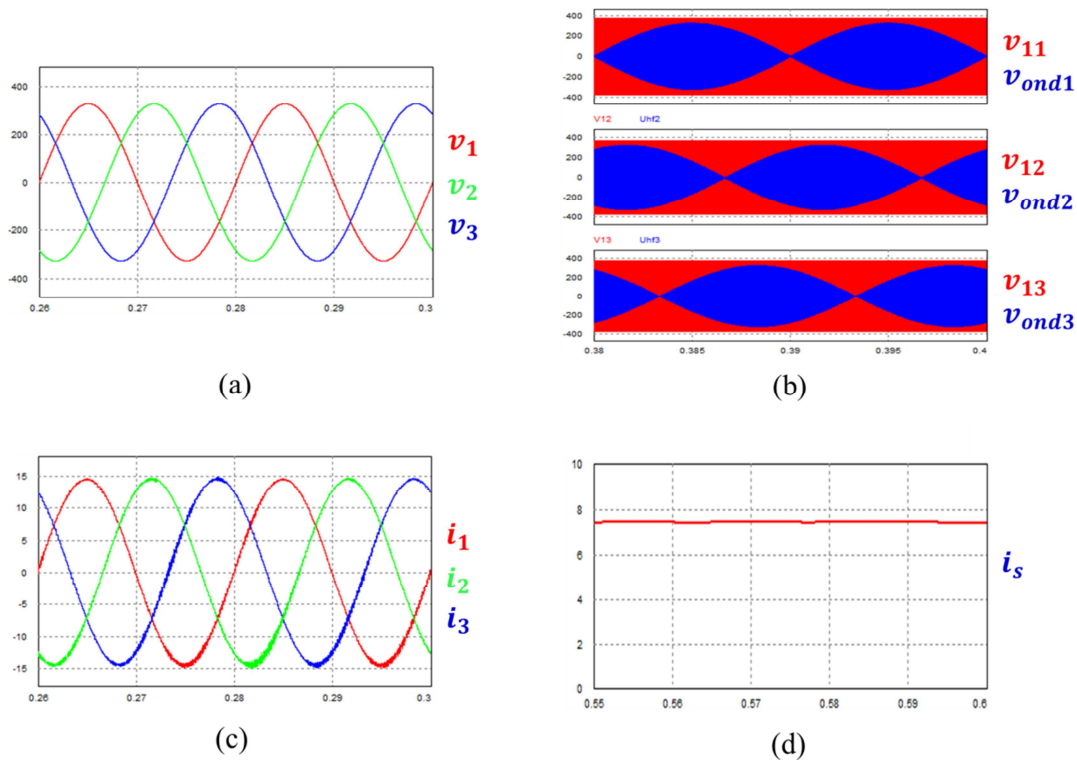 400
200
0
-200
-400
0.26
0.27
0.28
0.29
0.3
v₁
v₂
v₃
(a)
400
200
0
-200
-400
v₁₁
vₒₙd₁
V12 Uhf2
400
200
0
-200
-400
v₁₂
vₒₙd₂
V13 Uhf3
400
200
0
-200
-400
0.38
0.385
0.39
0.395
0.4
v₁₃
vₒₙd₃
(b)
15
10
5
0
-5
-10
-15
0.26
0.27
0.28
0.29
0.3
i₁
i₂
i₃
(c)
10
8
6
4
2
0
0.55
0.56
0.57
0.58
0.59
0.6
iₛ
(d)